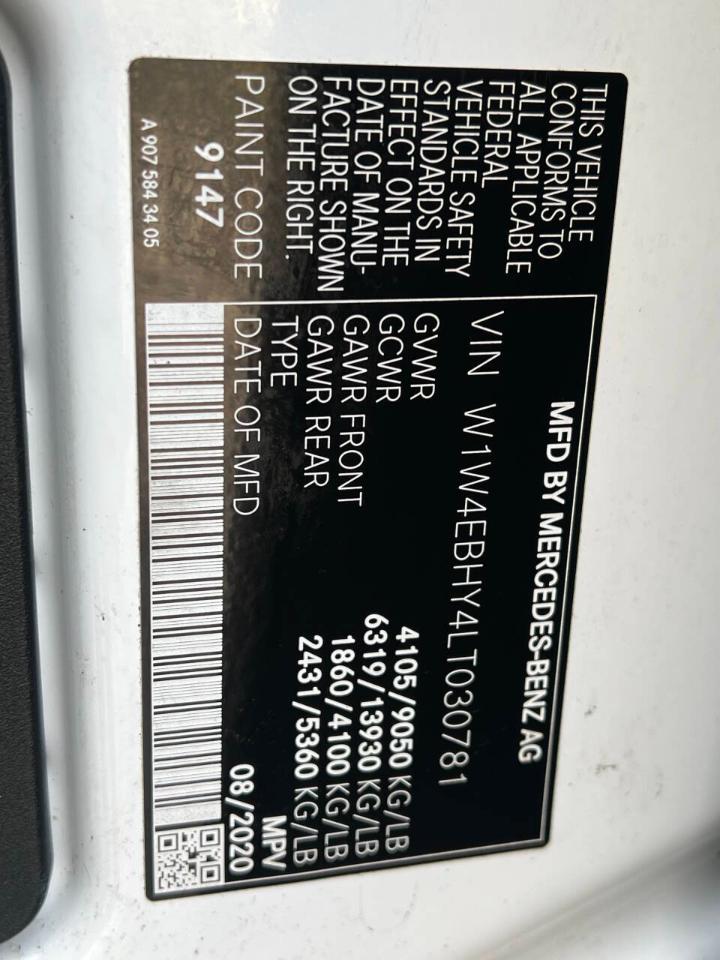 THIS VEHICLE
CONFORMS TO
ALL APPLICABLE
FEDERAL
VEHICLE SAFETY
STANDARDS IN
EFFECT ON THE
DATE OF MANU-
FACTURE SHOWN
ON THE RIGHT.
PAINT CODE
9147
A 907 584 34 05
MFD BY MERCEDES-BENZ AG
VIN W1W4EBHY4LT030781
GVWR 4105/9050 KG/LB
GCWR 6319/13930 KG/LB
GAWR FRONT 1860/4100 KG/LB
GAWR REAR 2431/5360 KG/LB
TYPE MPV
DATE OF MFD 08/2020